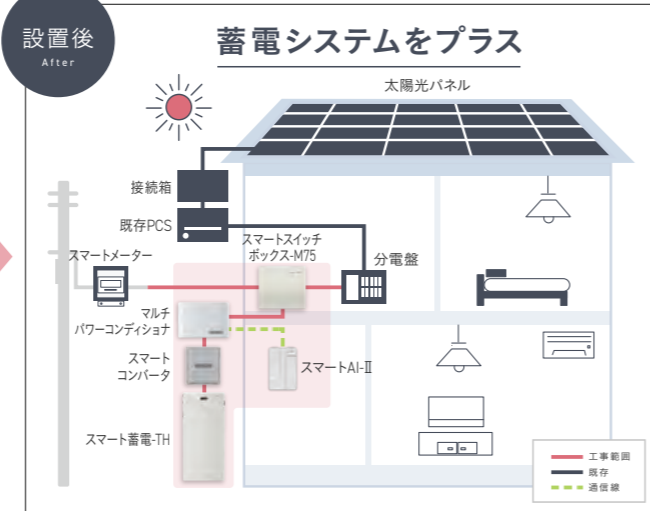 設置後
After
蓄電システムをプラス
太陽光パネル
接続箱
既存PCS
スマートメーター
スマートスイッチ
ボックス-M75
分電盤
マルチ
パワーコンディショナ
スマート
コンバータ
スマートAI-Ⅱ
スマート蓄電-TH
工事範囲
既存
通信線